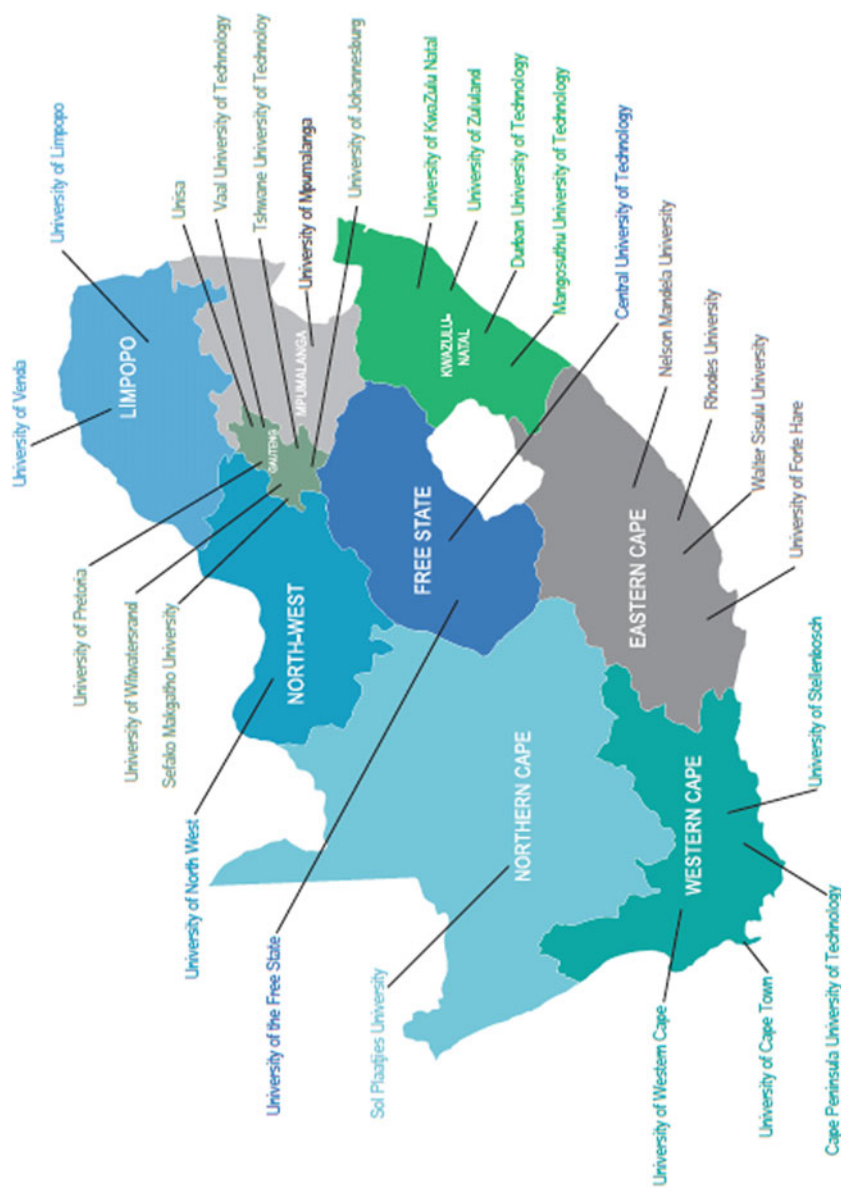 University of Venda
University of Limpopo
LIMPOPO
University of Pretoria
University of Witwatersrand
Sefako Makgatho University
Unisa
Vaal University of Technology
Tshwane University of Technoloy
University of Mpumalanga
University of Johannesburg
GAUTENG
MPUMALANGA
University of North West
NORTH-WEST
University of the Free State
FREE STATE
KWAZULU-
NATAL
University of KwaZulu Natal
University of Zululand
Durban University of Technology
Mangosuthu University of Technology
Central University of Technology
Sol Plaatjies University
NORTHERN CAPE
EASTERN CAPE
Nelson Mandela University
Rhodes University
Walter Sisulu University
University of Forte Hare
WESTERN CAPE
University of Western Cape
University of Cape Town
Cape Peninsula University of Technology
University of Stellenbosch